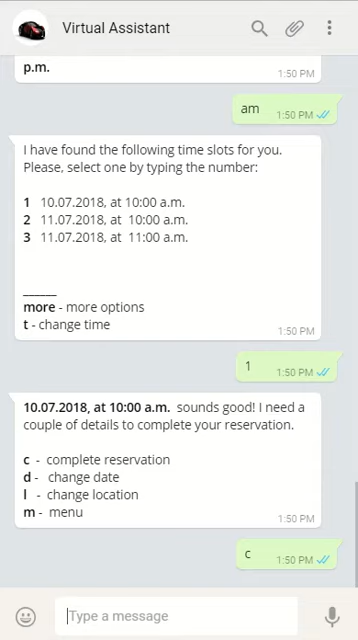 Virtual Assistant
p.m.
1:50 PM
am
1:50 PM
I have found the following time slots for you.
Please, select one by typing the number:
1 10.07.2018, at 10:00 a.m.
2 11.07.2018, at 10:00 a.m.
3 11.07.2018, at 11:00 a.m.
______
more - more options
t - change time
1:50 PM
1
1:50 PM
10.07.2018, at 10:00 a.m. sounds good! I need a
couple of details to complete your reservation.
c - complete reservation
d - change date
l - change location
m - menu
1:50 PM
c
1:50 PM
Type a message